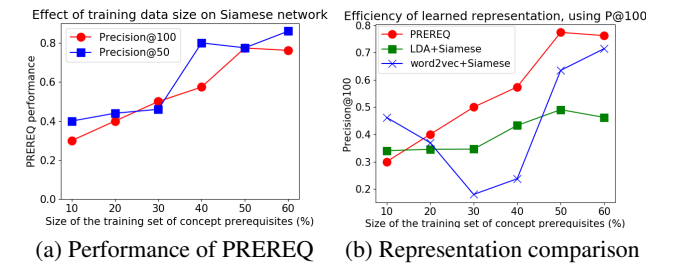 Effect of training data size on Siamese network
Precision@100
Precision@50
PREREQ performance
0.8
0.6
0.4
0.2
0.0
10 20 30 40 50 60
Size of the training set of concept prerequisites (%)
(a) Performance of PREREQ
Efficiency of learned representation, using P@100
PREREQ
LDA+Siamese
word2vec+Siamese
Precision@100
0.8
0.7
0.6
0.5
0.4
0.3
0.2
10 20 30 40 50 60
Size of the training set of concept prerequisites (%)
(b) Representation comparison